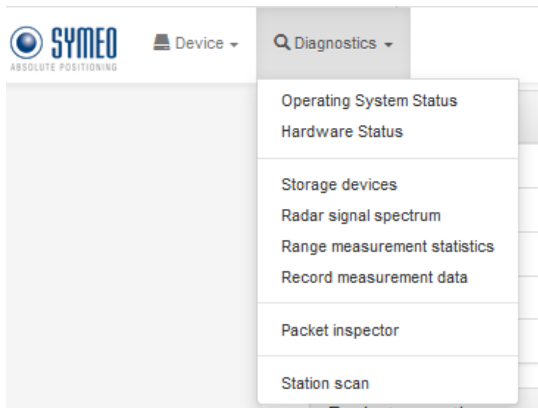 SYMEO
ABSOLUTE POSITIONING
Device
Diagnostics
Operating System Status
Hardware Status
Storage devices
Radar signal spectrum
Range measurement statistics
Record measurement data
Packet inspector
Station scan